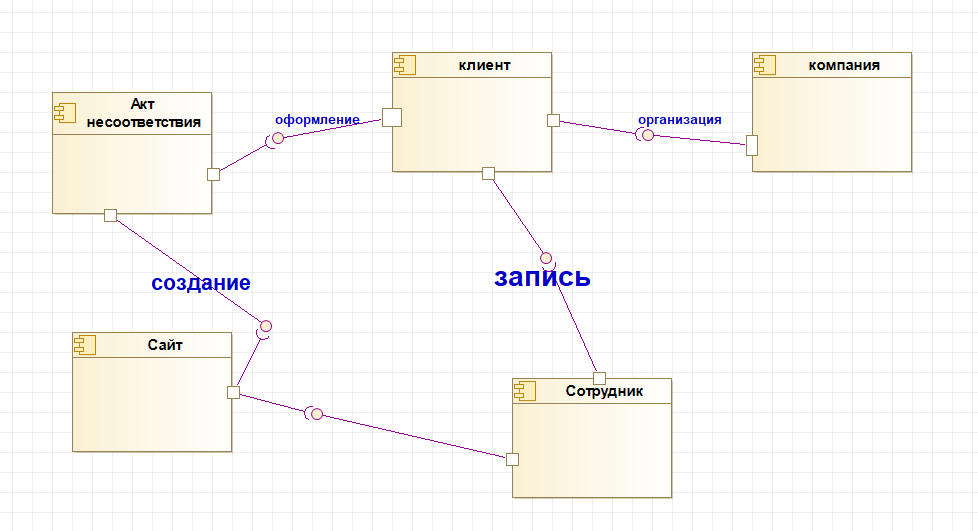 клиент
компания
Акт
несоответствия
оформление
организация
создание
запись
Сайт
Сотрудник